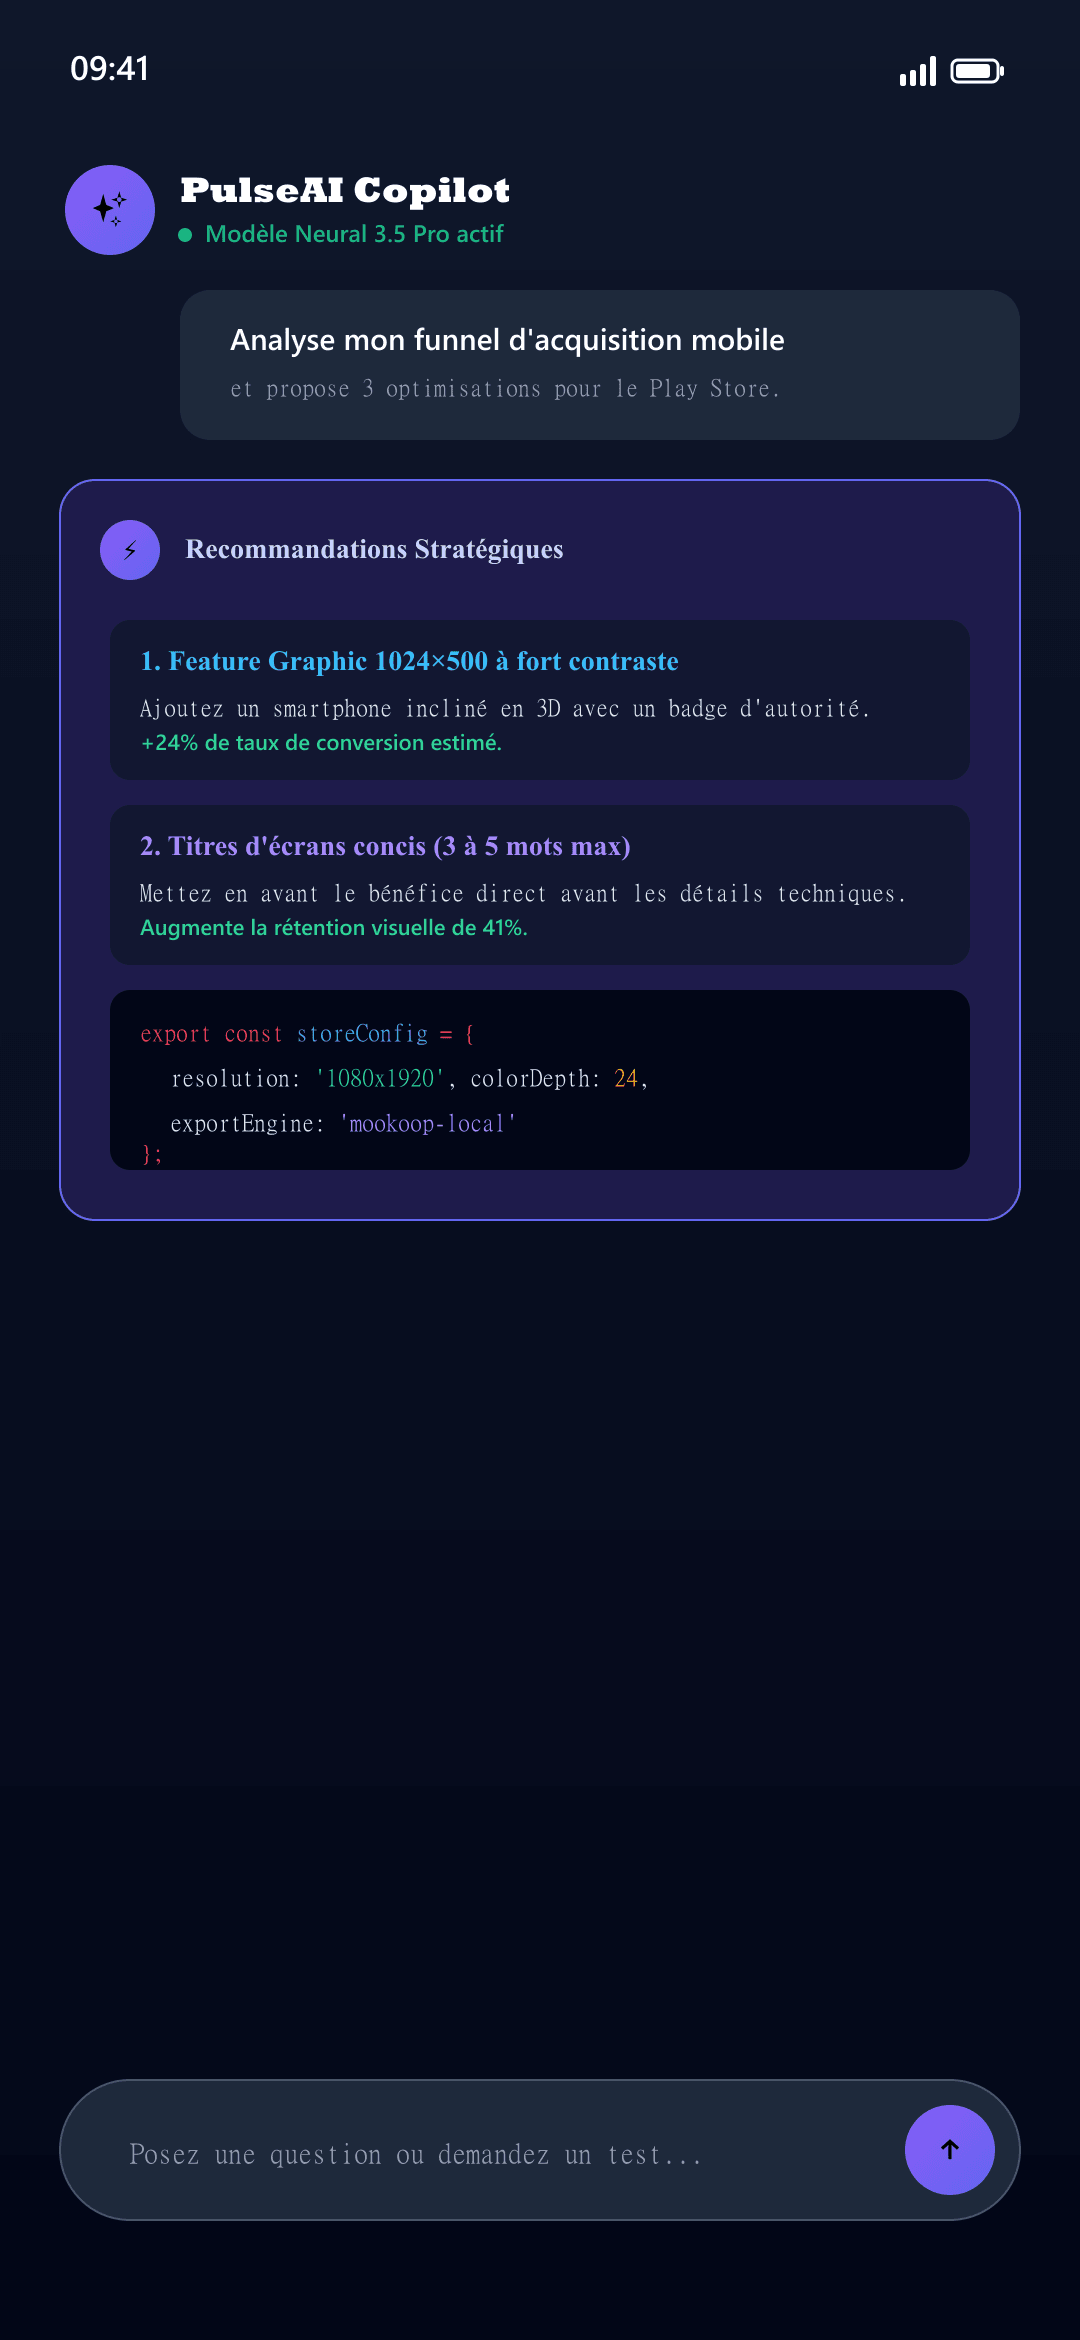 09:41
PulseAI Copilot
Modèle Neural 3.5 Pro actif
Analyse mon funnel d'acquisition mobile
et propose 3 optimisations pour le Play Store.
Recommandations Stratégiques
1. Feature Graphic 1024×500 à fort contraste
Ajoutez un smartphone incliné en 3D avec un badge d'autorité.
+24% de taux de conversion estimé.
2. Titres d'écrans concis (3 à 5 mots max)
Mettez en avant le bénéfice direct avant les détails techniques.
Augmente la rétention visuelle de 41%.
export const storeConfig = {
resolution: '1080x1920', colorDepth: 24,
exportEngine: 'mookoop-local'
};
Posez une question ou demandez un test...